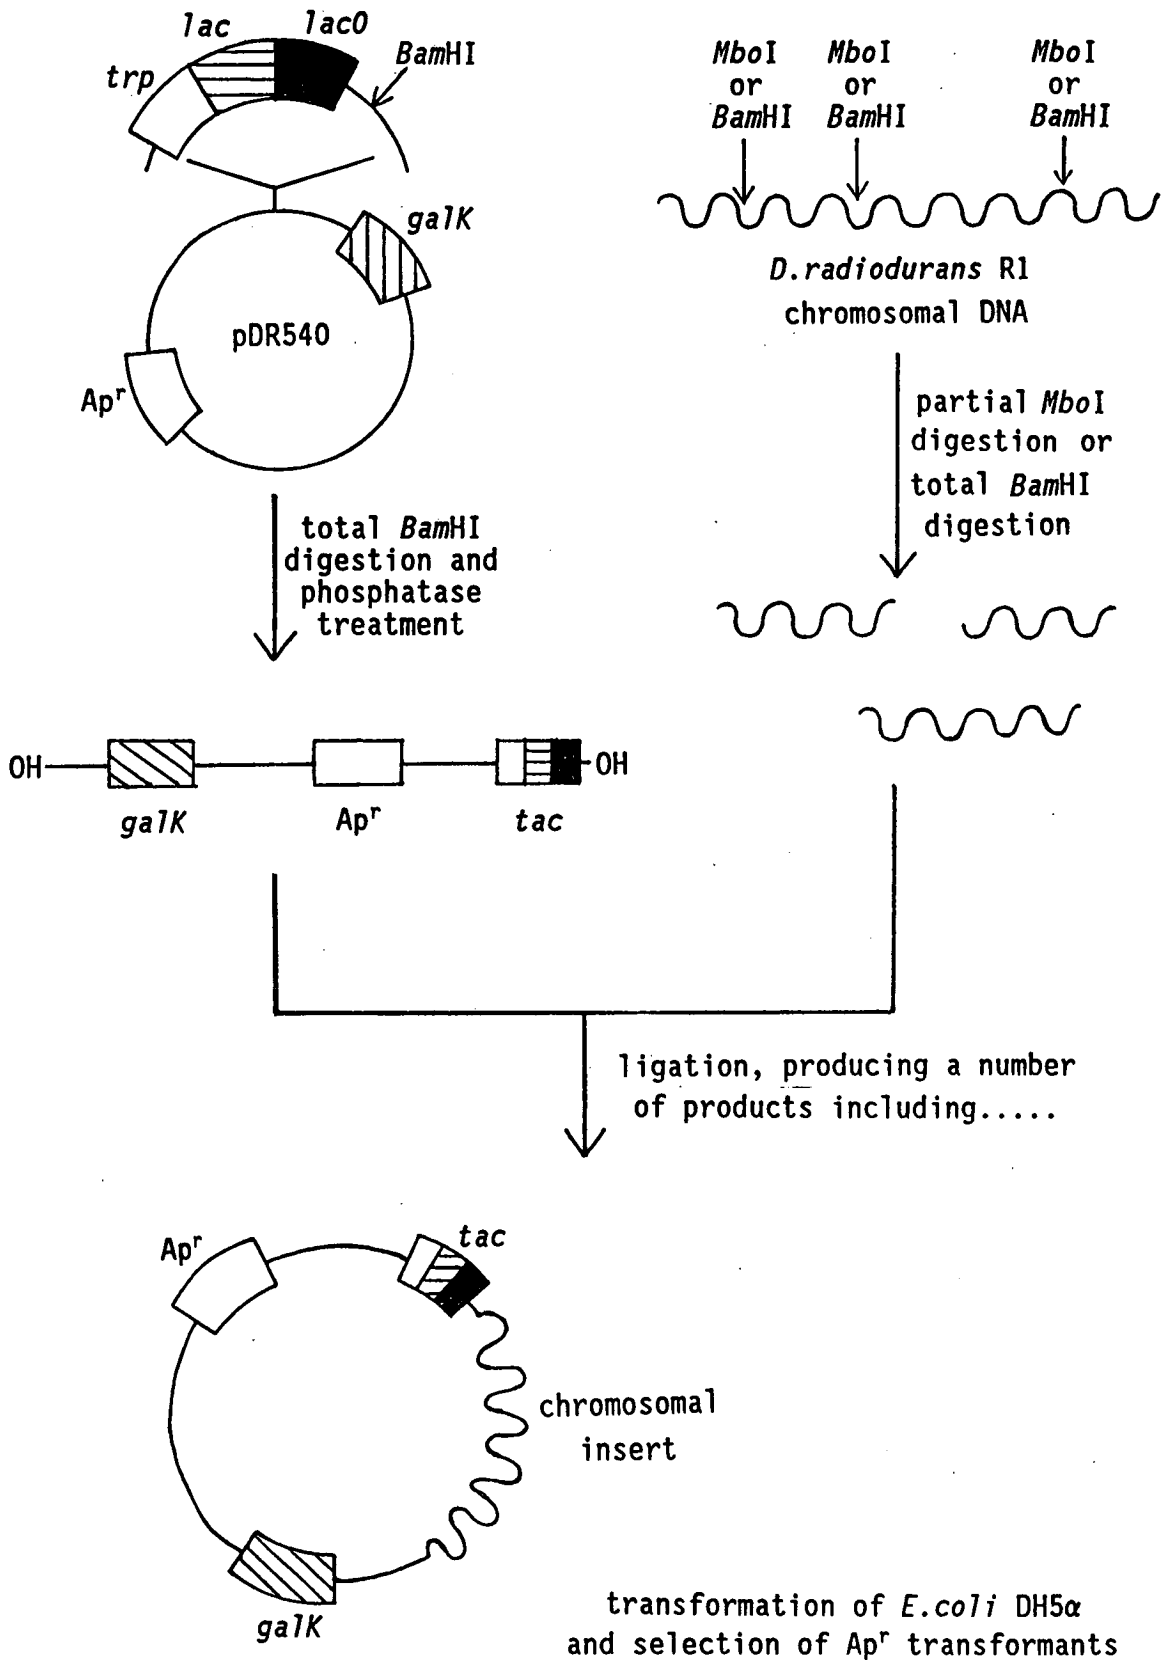 lac
lacO
BamHI
trp
galK
pDR540
Apʳ
MboI
or
BamHI
MboI
or
BamHI
MboI
or
BamHI
D.radiodurans R1
chromosomal DNA
partial MboI
digestion or
total BamHI
digestion
total BamHI
digestion and
phosphatase
treatment
OH
OH
galK
Apʳ
tac
ligation, producing a number
of products including.....
Apʳ
tac
chromosomal
insert
galK
transformation of E.coli DH5α
and selection of Apʳ transformants